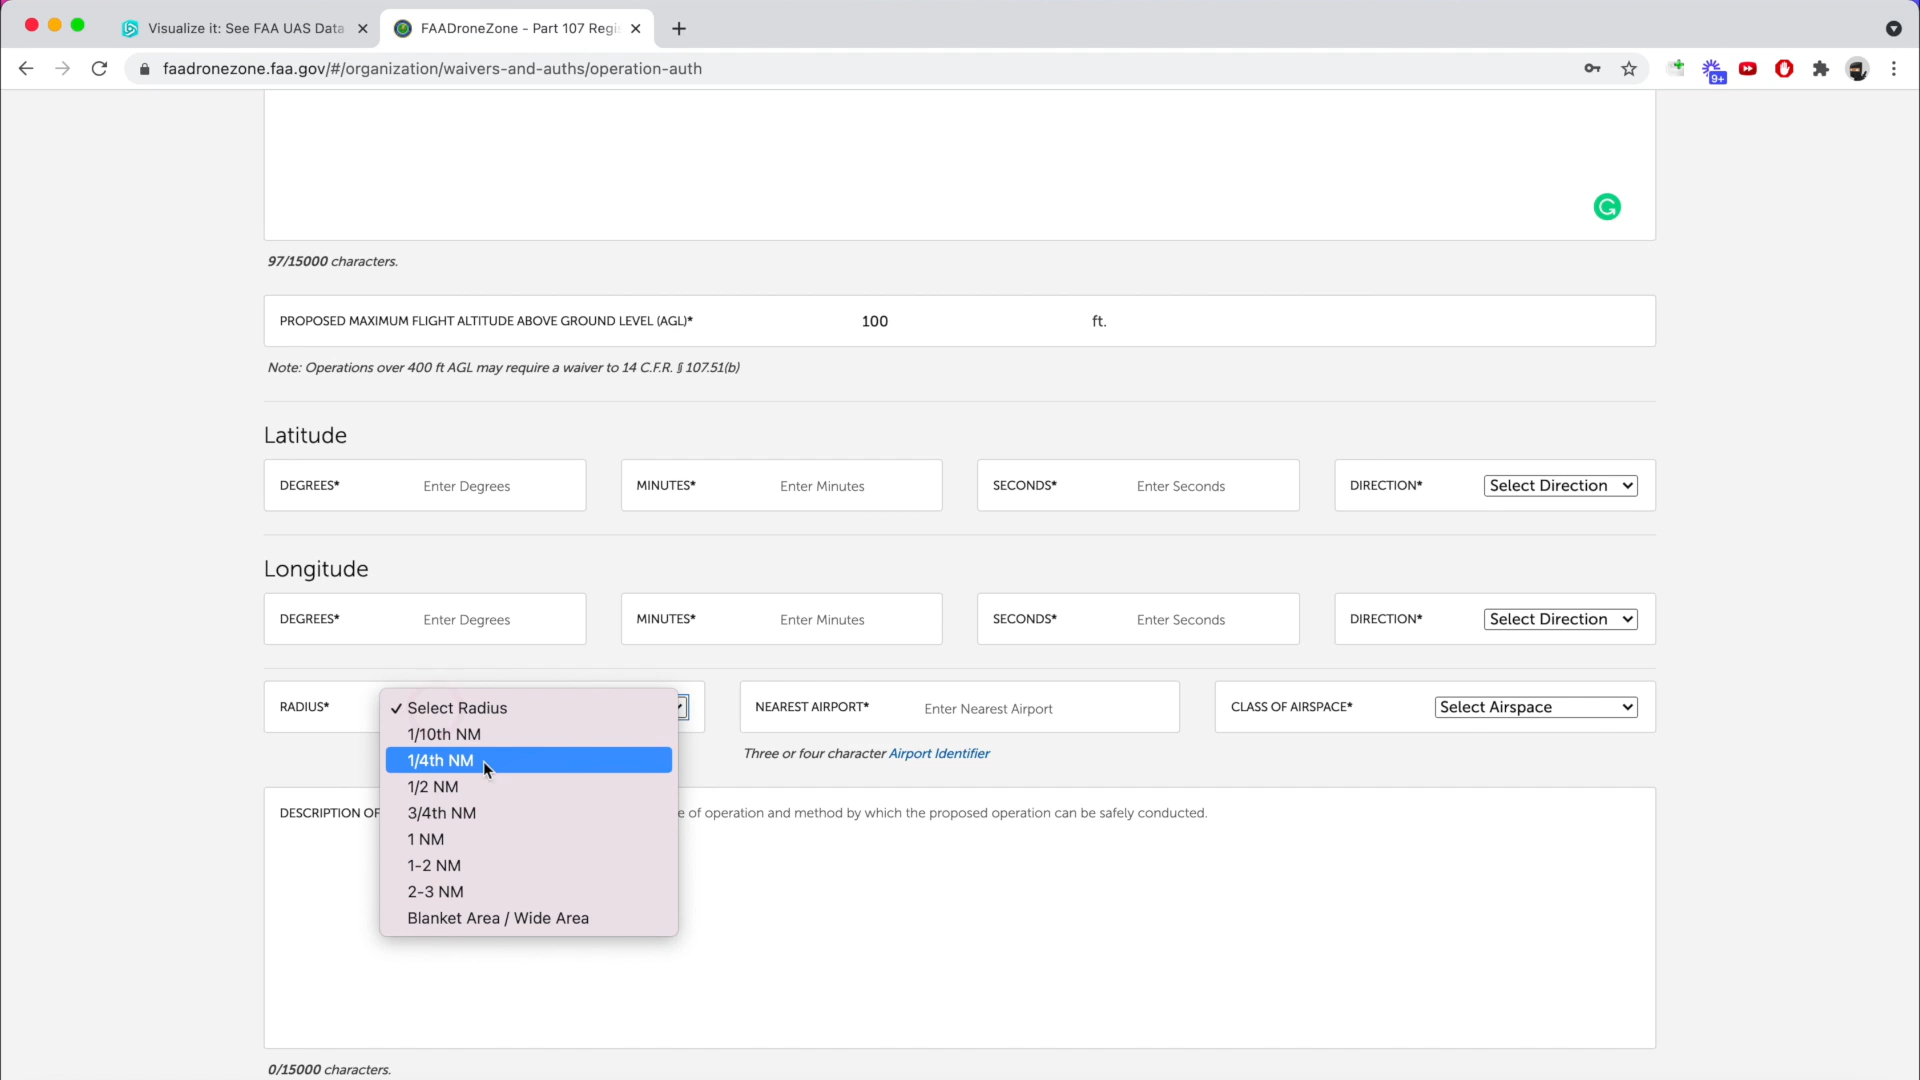 Visualize it: See FAA UAS Data
FAADroneZone - Part 107 Regi
faadronezone.faa.gov/#/organization/waivers-and-auths/operation-auth
9+
97/15000 characters.
PROPOSED MAXIMUM FLIGHT ALTITUDE ABOVE GROUND LEVEL (AGL)* 100 ft.
Note: Operations over 400 ft AGL may require a waiver to 14 C.F.R. § 107.51(b)
Latitude
DEGREES* Enter Degrees MINUTES* Enter Minutes SECONDS* Enter Seconds DIRECTION* Select Direction
Longitude
DEGREES* Enter Degrees MINUTES* Enter Minutes SECONDS* Enter Seconds DIRECTION* Select Direction
RADIUS* ✓ Select Radius NEAREST AIRPORT* Enter Nearest Airport CLASS OF AIRSPACE* Select Airspace
1/10th NM
Three or four character Airport Identifier
1/4th NM
1/2 NM
DESCRIPTION OF e of operation and method by which the proposed operation can be safely conducted.
3/4th NM
1 NM
1-2 NM
2-3 NM
Blanket Area / Wide Area
0/15000 characters.